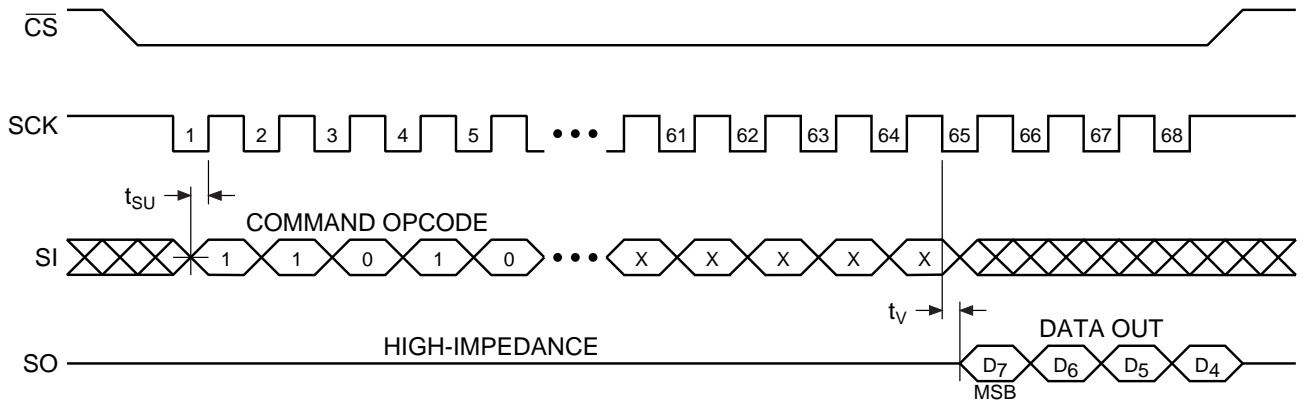 CS
SCK 1 2 3 4 5 ••• 61 62 63 64 65 66 67 68
tSU
COMMAND OPCODE
SI 1 1 0 1 0 ••• X X X X X
tV
HIGH-IMPEDANCE
DATA OUT
SO D7 D6 D5 D4
MSB